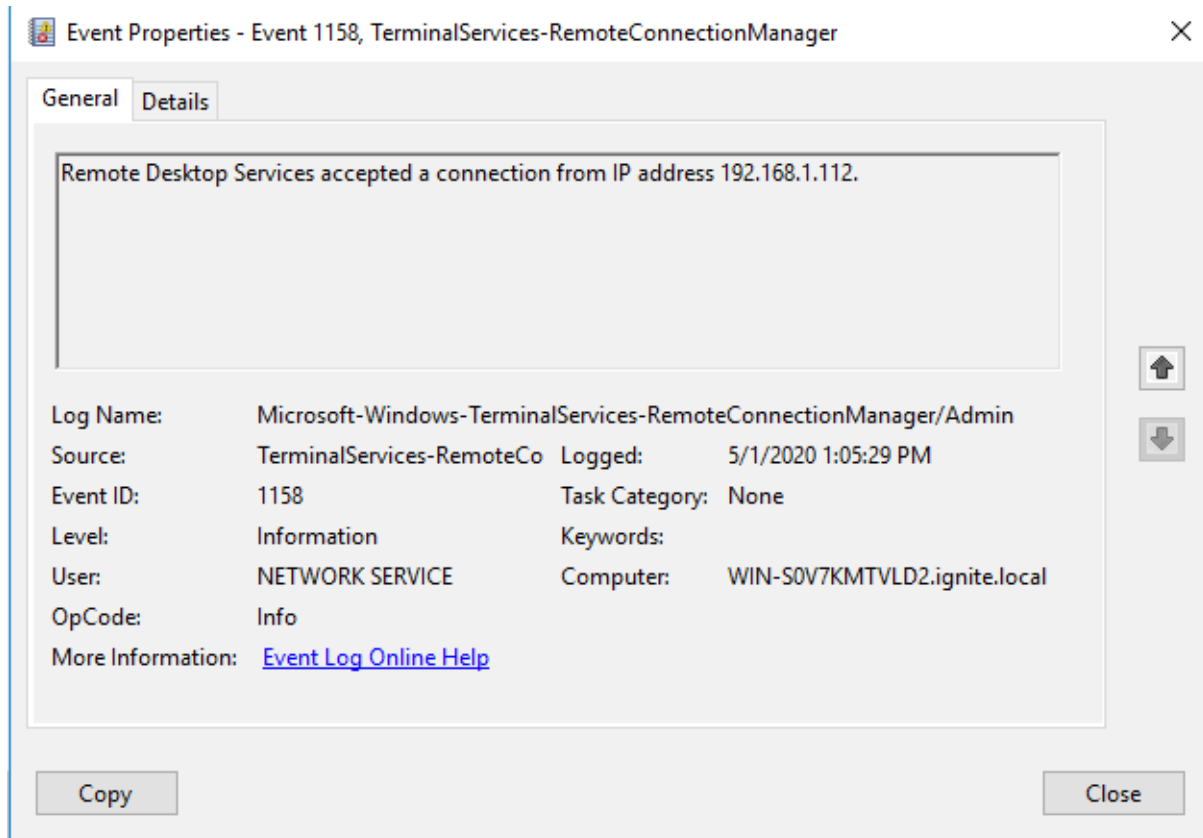 Event Properties - Event 1158, TerminalServices-RemoteConnectionManager
General Details
Remote Desktop Services accepted a connection from IP address 192.168.1.112.
Log Name: Microsoft-Windows-TerminalServices-RemoteConnectionManager/Admin
Source: TerminalServices-RemoteCo Logged: 5/1/2020 1:05:29 PM
Event ID: 1158 Task Category: None
Level: Information Keywords:
User: NETWORK SERVICE Computer: WIN-S0V7KMTVLD2.ignite.local
OpCode: Info
More Information: Event Log Online Help
Copy Close